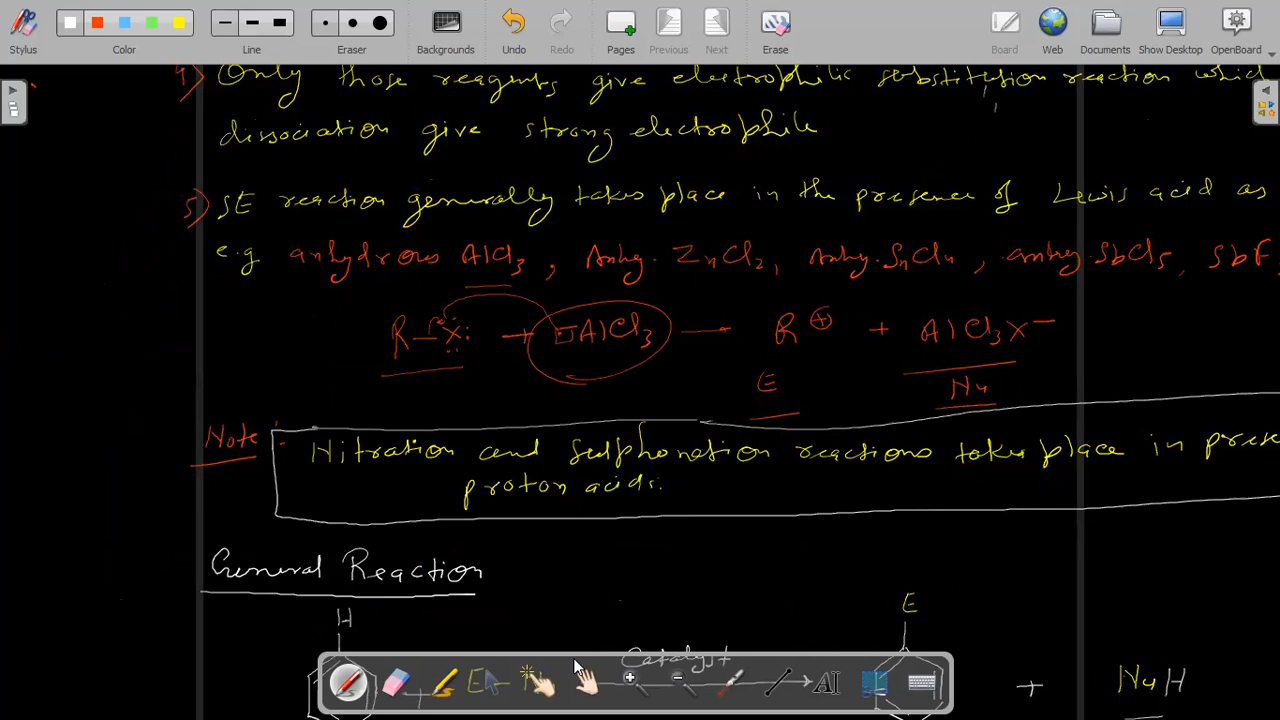 Stylus Color Line Eraser Backgrounds Undo Redo Pages Previous Next Erase Board Web Documents Show Desktop OpenBoard
4) Only those reagents give electrophilic substitution reaction which
dissociation give strong electrophile
5) SE reaction generally takes place in the presence of Lewis acid as
e.g anhydrous AlCl3, Anhy. ZnCl2, Anhy. SnCl4, anhy. SbCl5, SbF
R-X: + □AlCl3 — R⊕ + AlCl3X−
E Nu
Note:- Nitration and Sulphonation reactions takes place in prese
proton acids.
General Reaction
H E
Catalyst
E + + NuH
AI